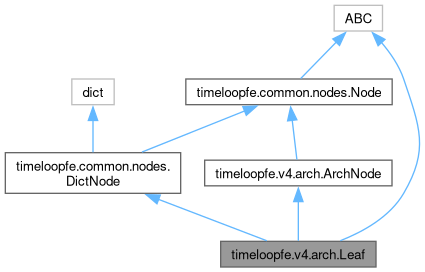 ABC
dict
timeloopfe.common.nodes.Node
timeloopfe.common.nodes.
DictNode
timeloopfe.v4.arch.ArchNode
timeloopfe.v4.arch.Leaf